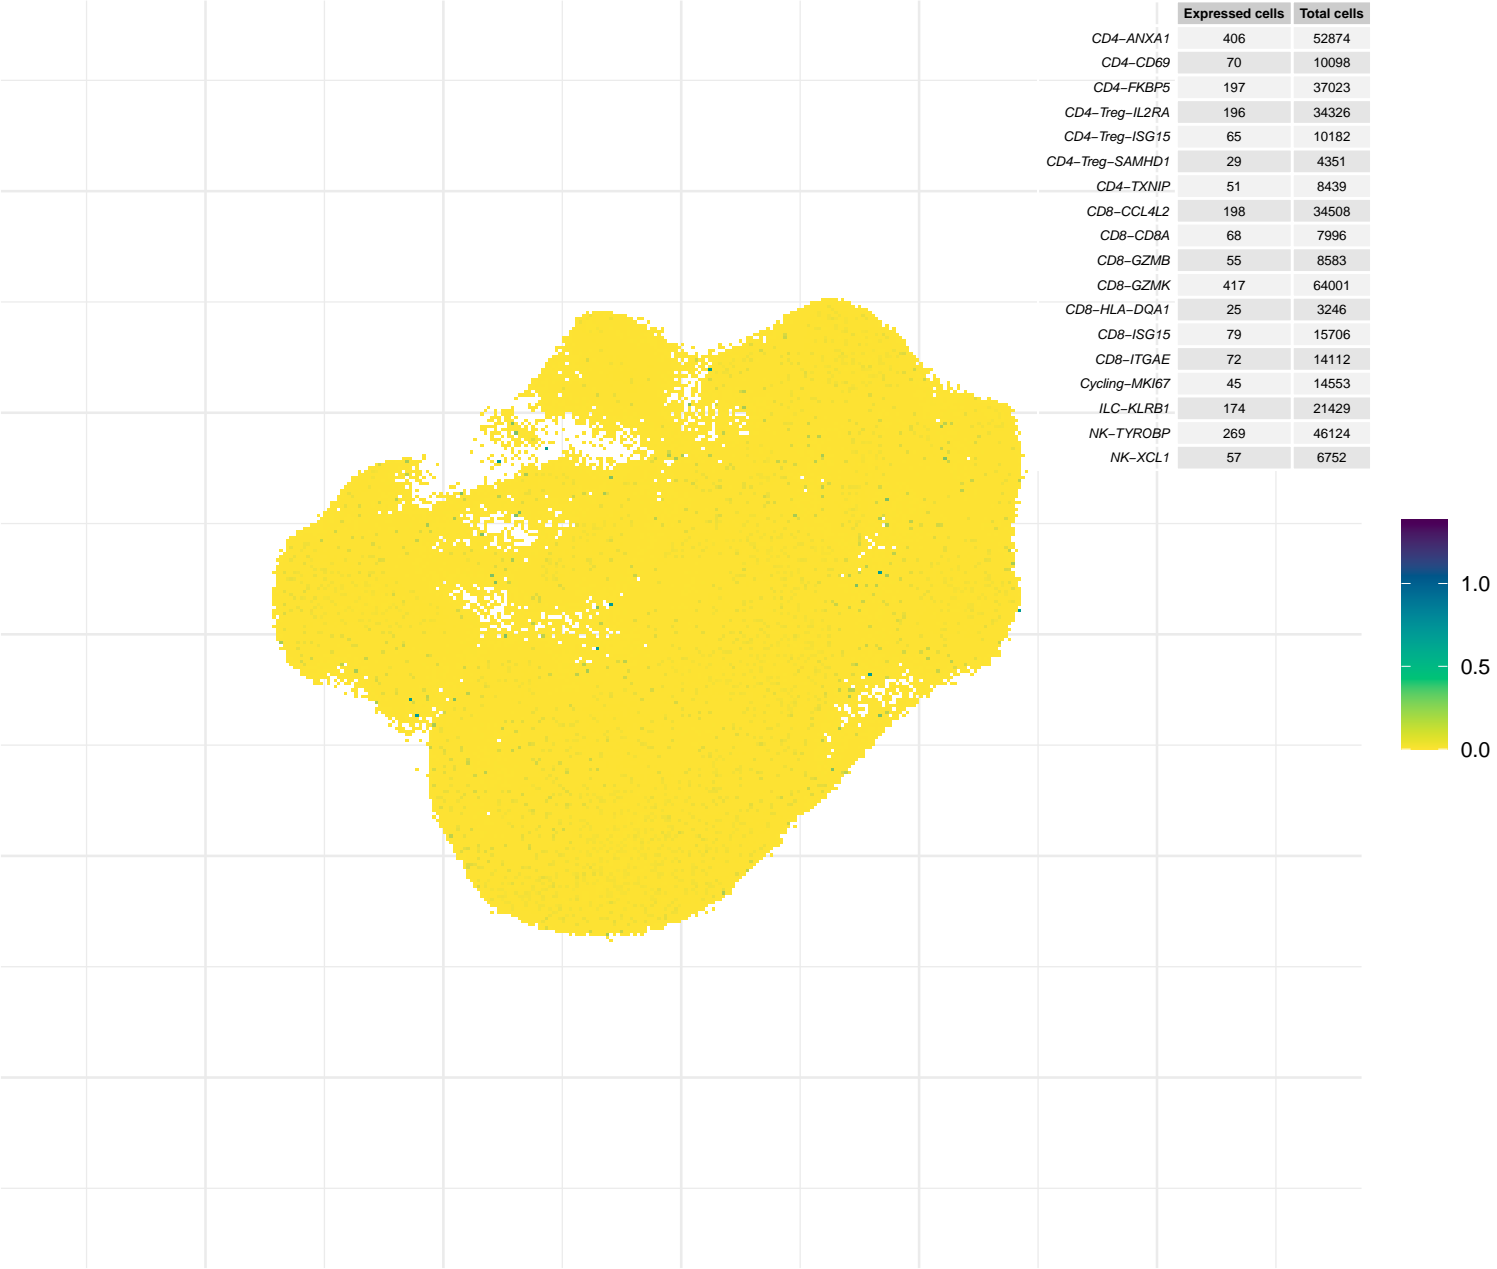 Expressed cells Total cells
CD4−ANXA1 406 52874
CD4−CD69 70 10098
CD4−FKBP5 197 37023
CD4−Treg−IL2RA 196 34326
CD4−Treg−ISG15 65 10182
CD4−Treg−SAMHD1 29 4351
CD4−TXNIP 51 8439
CD8−CCL4L2 198 34508
CD8−CD8A 68 7996
CD8−GZMB 55 8583
CD8−GZMK 417 64001
CD8−HLA−DQA1 25 3246
CD8−ISG15 79 15706
CD8−ITGAE 72 14112
Cycling−MKI67 45 14553
ILC−KLRB1 174 21429
NK−TYROBP 269 46124
NK−XCL1 57 6752
1.0
0.5
0.0